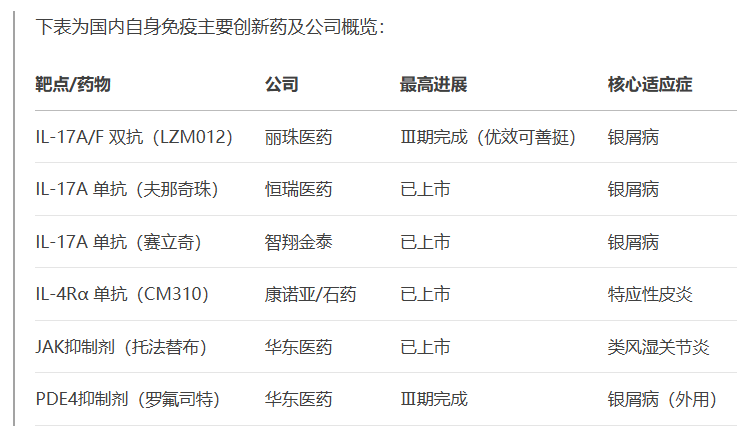 下表为国内自身免疫主要创新药及公司概览：
靶点/药物 公司 最高进展 核心适应症
IL-17A/F 双抗（LZM012） 丽珠医药 Ⅲ期完成（优效可善挺） 银屑病
IL-17A 单抗（夫那奇珠） 恒瑞医药 已上市 银屑病
IL-17A 单抗（赛立奇） 智翔金泰 已上市 银屑病
IL-4Rα 单抗（CM310） 康诺亚/石药 已上市 特应性皮炎
JAK抑制剂（托法替布） 华东医药 已上市 类风湿关节炎
PDE4抑制剂（罗氟司特） 华东医药 Ⅲ期完成 银屑病（外用）